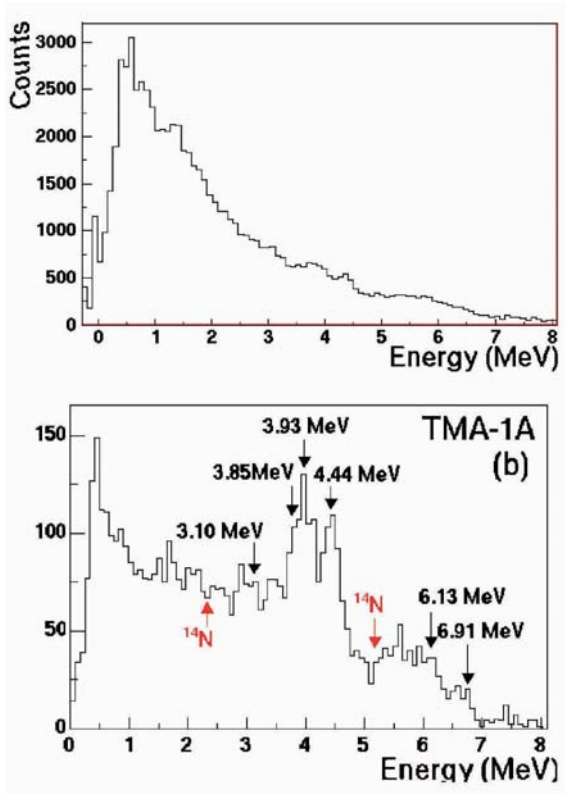 Counts
3000
2500
2000
1500
1000
500
0
0 1 2 3 4 5 6 7 8
Energy (MeV)
TMA-1A
(b)
3.93 MeV
3.85MeV
4.44 MeV
3.10 MeV
14N
14N
6.13 MeV
6.91 MeV
150
100
50
0
0 1 2 3 4 5 6 7 8
Energy (MeV)